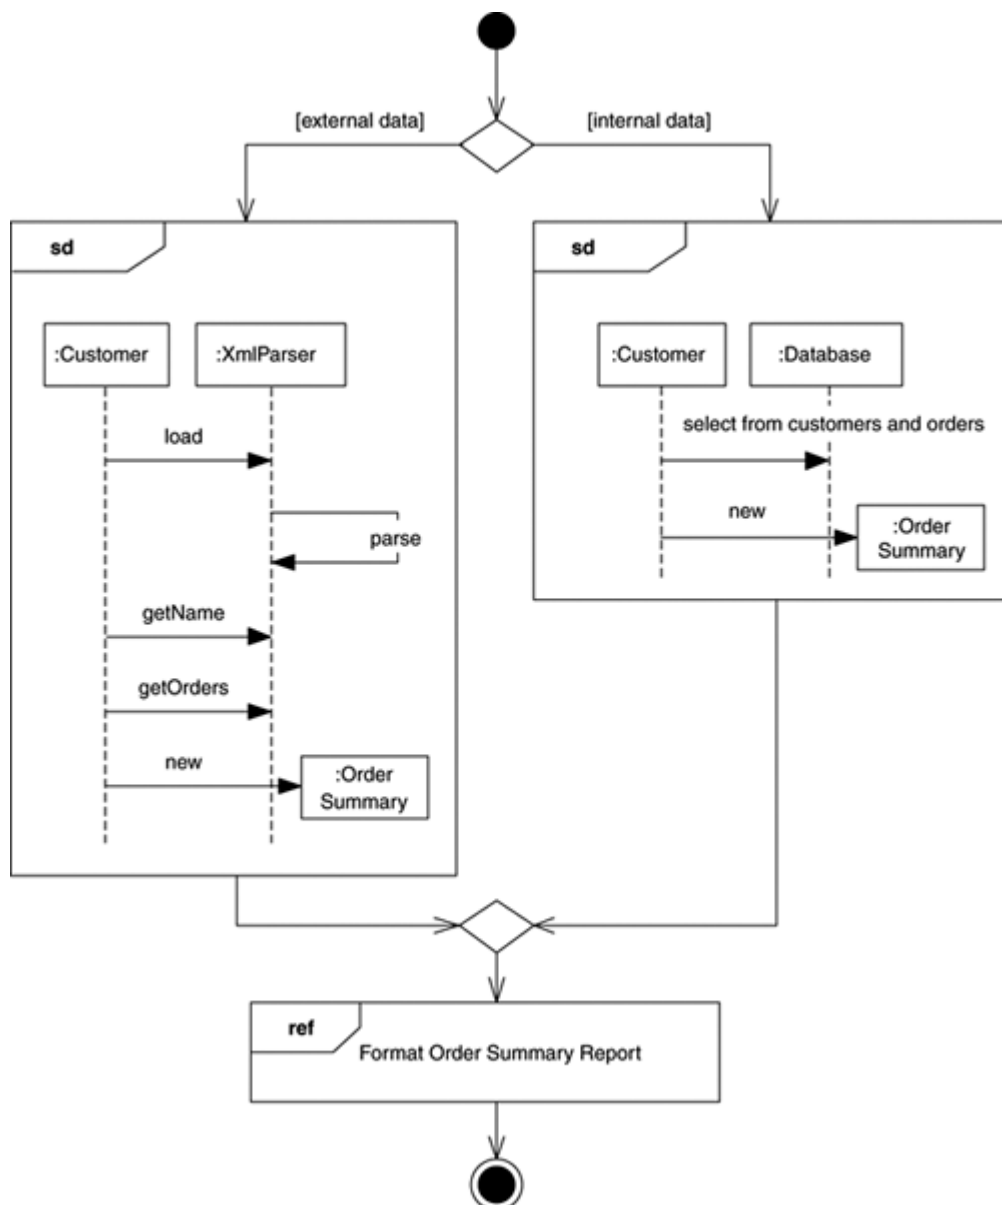 [external data]
[internal data]
sd
:Customer
:XmlParser
load
parse
getName
getOrders
new
:Order
Summary
sd
:Customer
:Database
select from customers and orders
new
:Order
Summary
ref
Format Order Summary Report